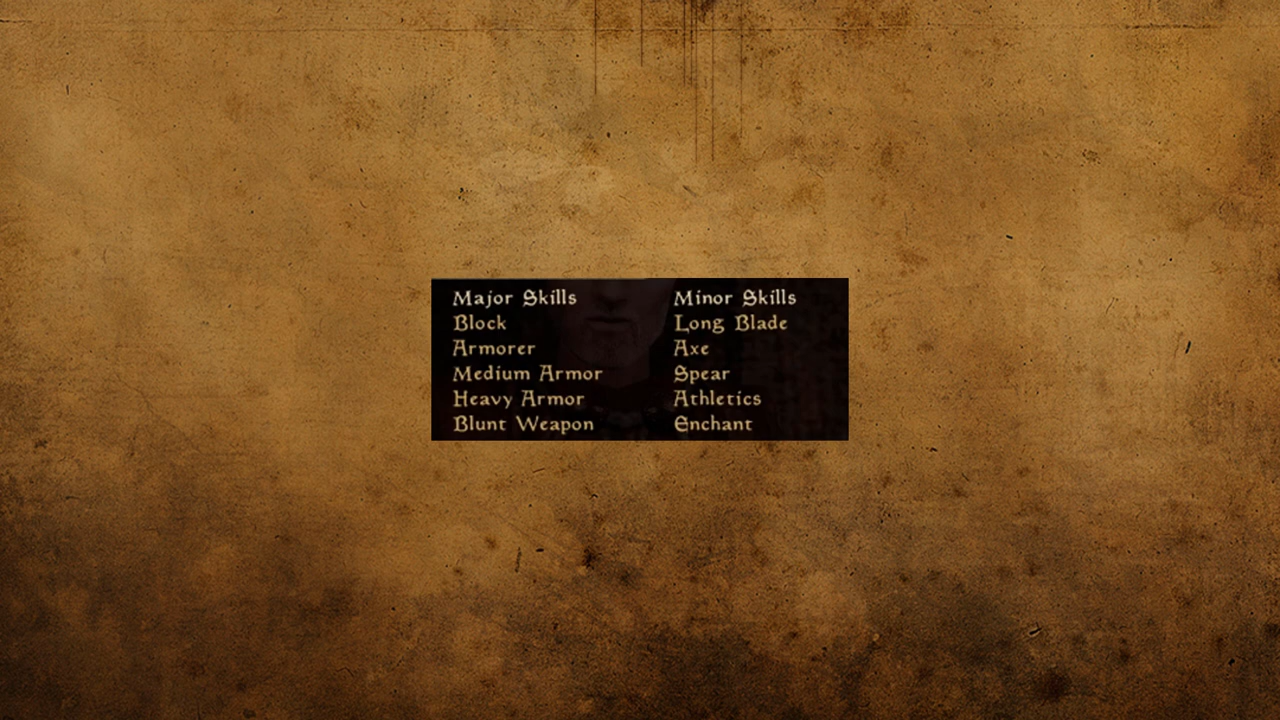 Major Skills
Block
Armorer
Medium Armor
Heavy Armor
Blunt Weapon
Minor Skills
Long Blade
Axe
Spear
Athletics
Enchant